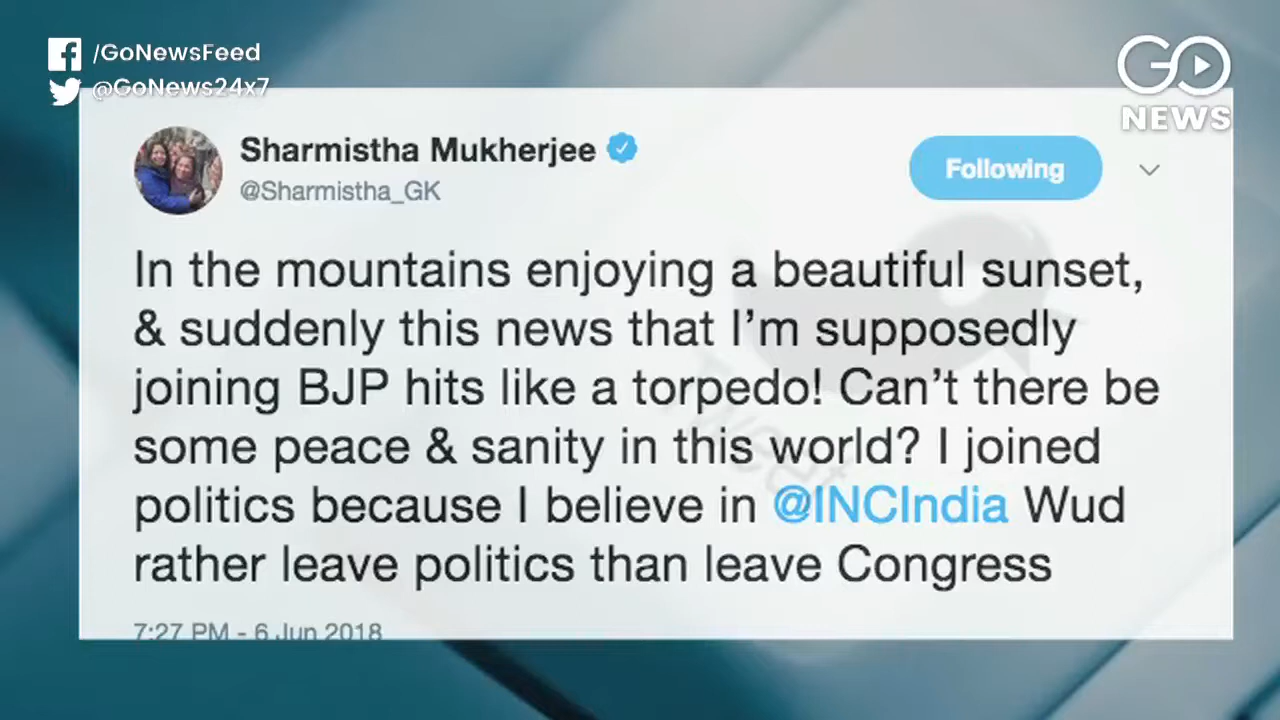 /GoNewsFeed
@GoNews24x7
GO
NEWS
Sharmistha Mukherjee
@Sharmistha_GK
Following
In the mountains enjoying a beautiful sunset,
& suddenly this news that I'm supposedly
joining BJP hits like a torpedo! Can't there be
some peace & sanity in this world? I joined
politics because I believe in @INCIndia Wud
rather leave politics than leave Congress
7:27 PM - 6 Jun 2018
Tweet